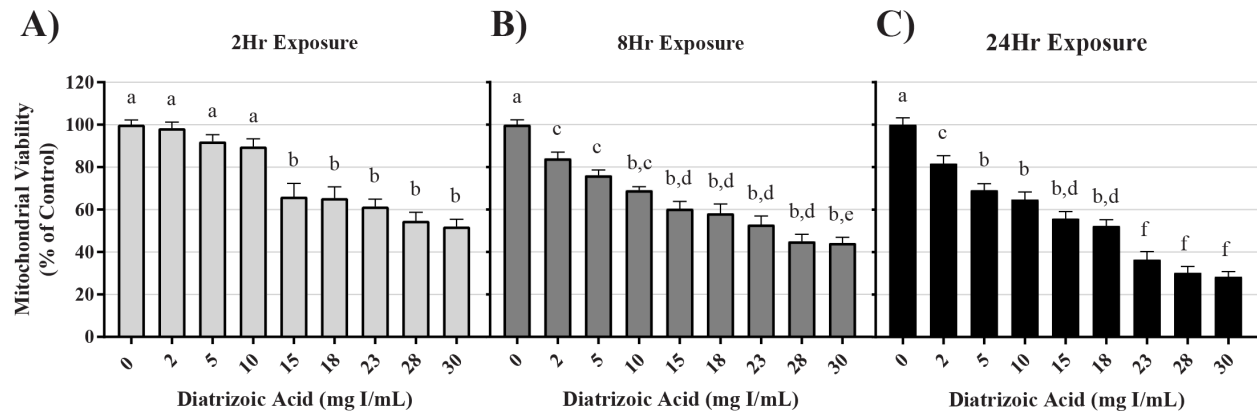 A)
2Hr Exposure
B)
8Hr Exposure
C)
24Hr Exposure
Mitochondrial Viability
(% of Control)
120
100
80
60
40
20
0
a a a a b b b b b
a c c b,c b,d b,d b,d b,d b,e
a c b b b,d b,d f f f
0 2 5 10 15 18 23 28 30
0 2 5 10 15 18 23 28 30
0 2 5 10 15 18 23 28 30
Diatrizoic Acid (mg I/mL)
Diatrizoic Acid (mg I/mL)
Diatrizoic Acid (mg I/mL)